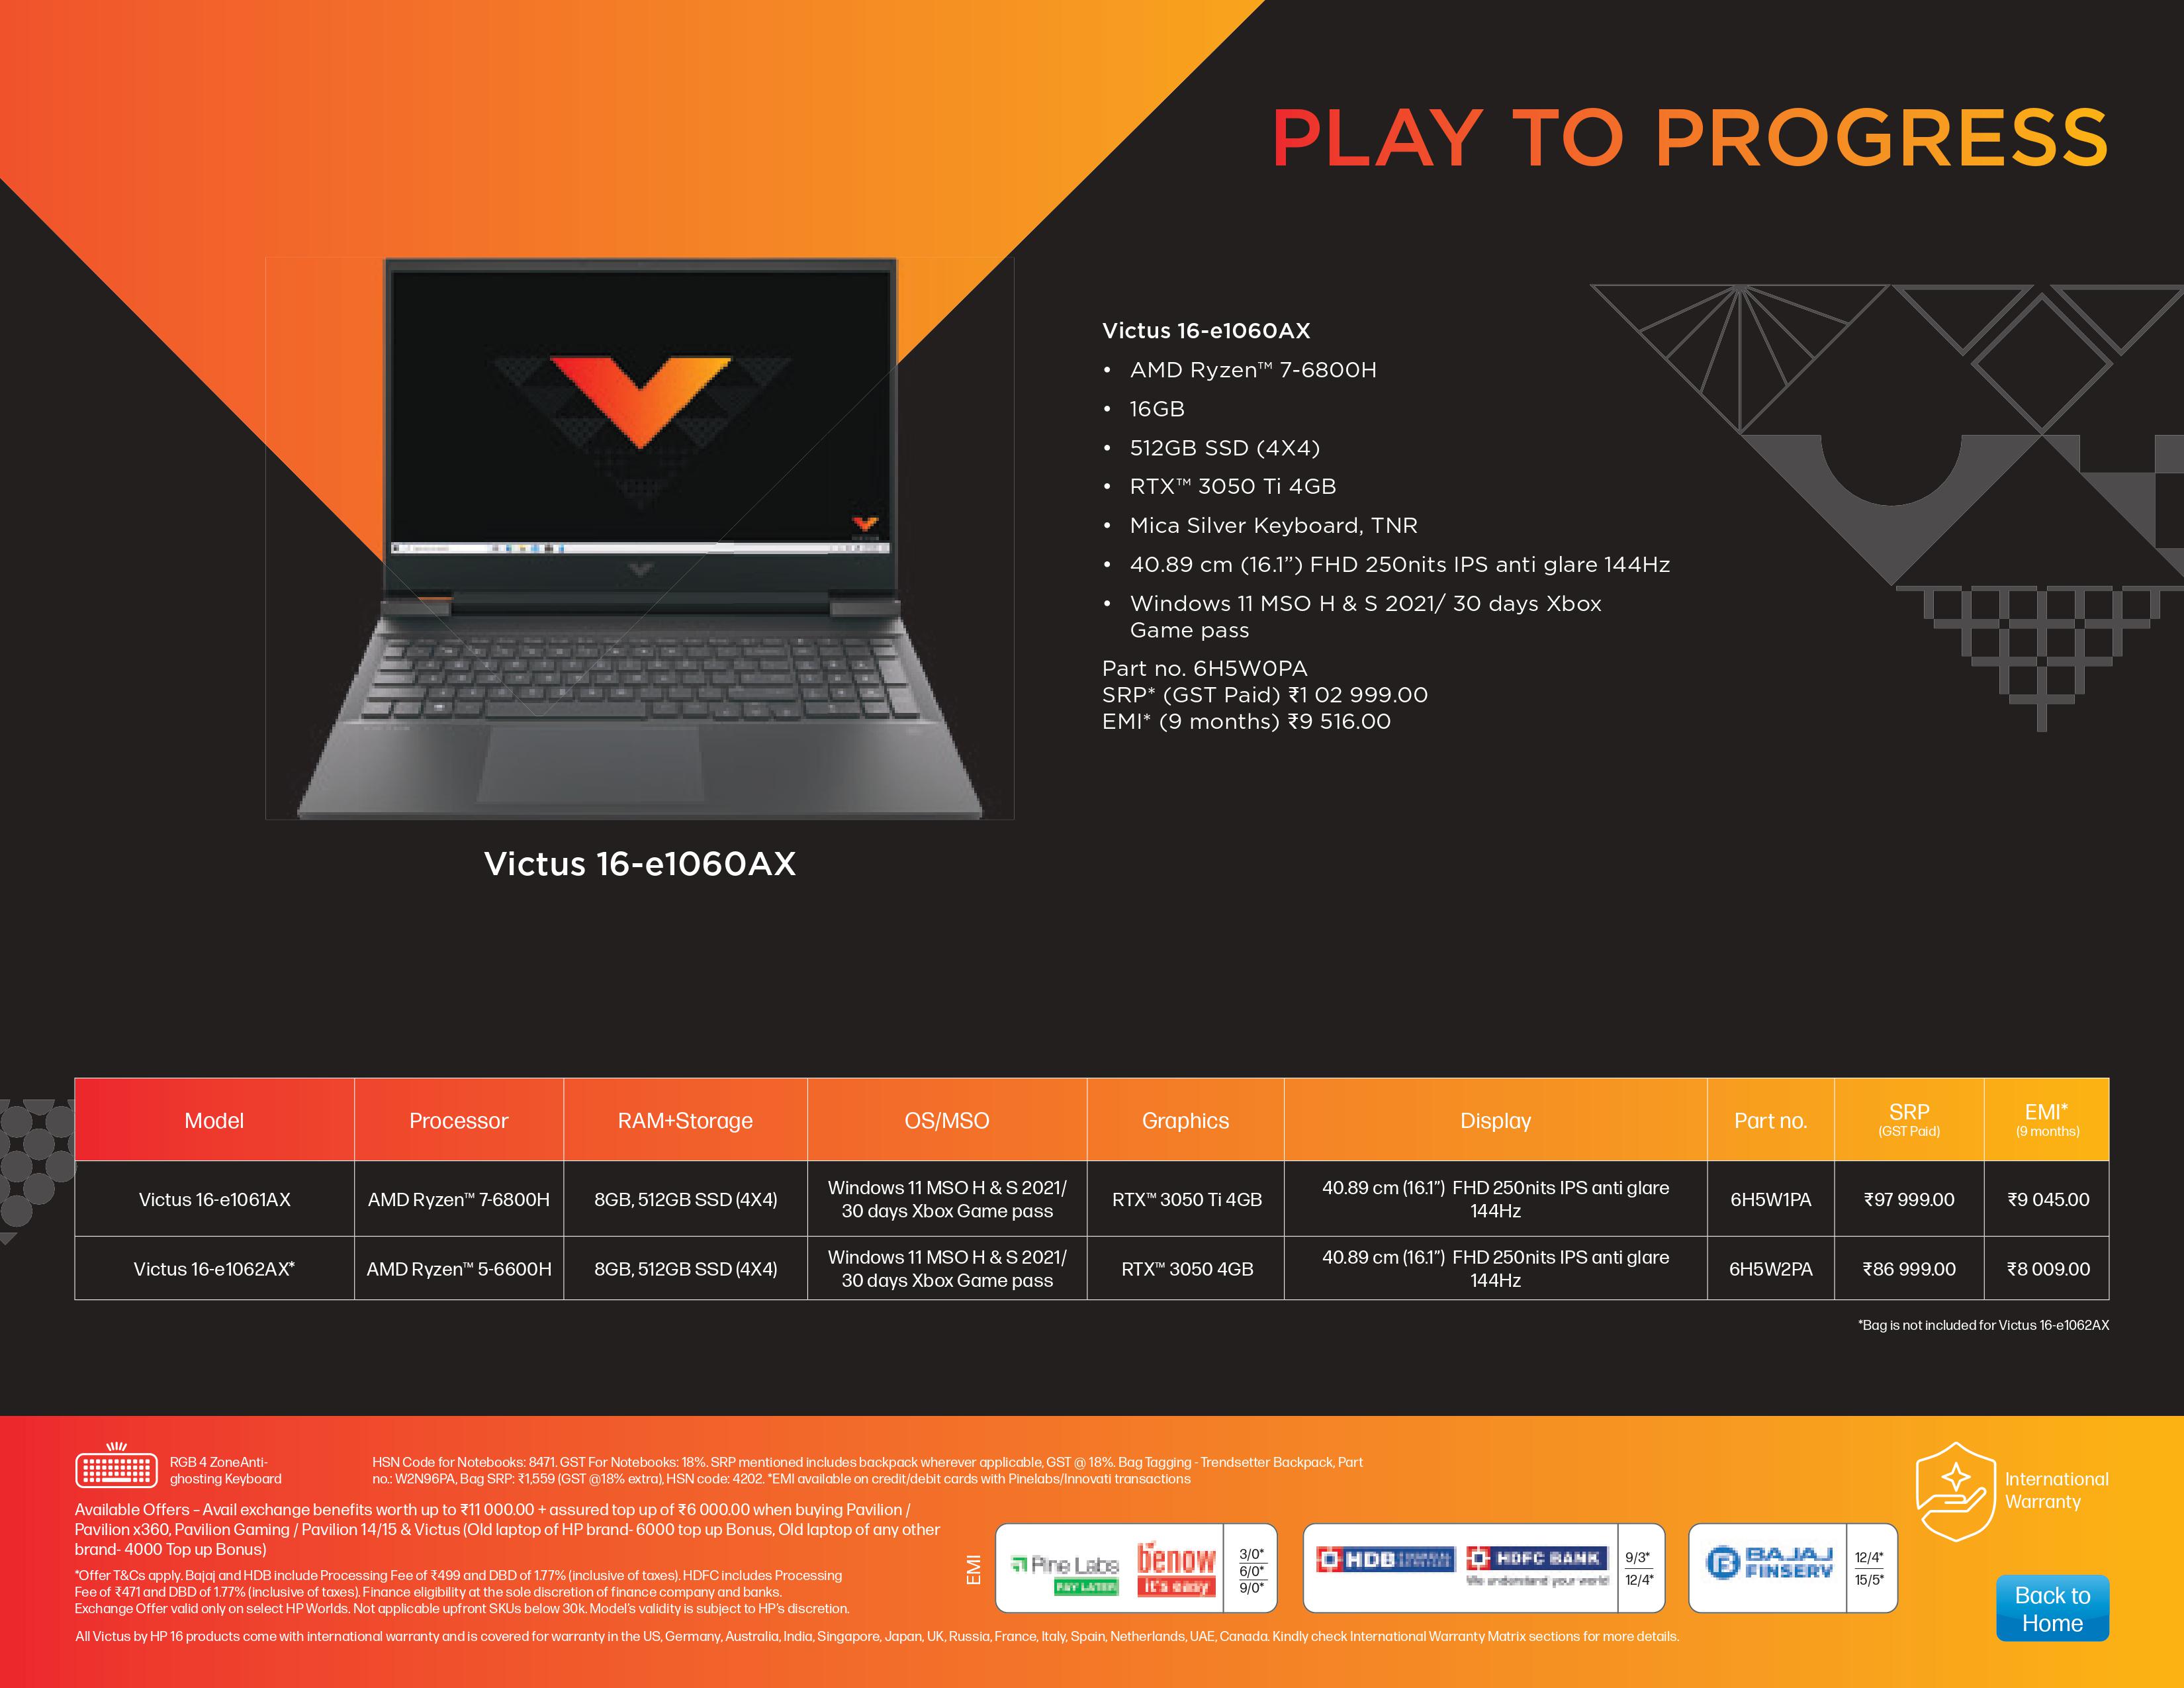 PLAY TO PROGRESS
Victus 16-e1060AX
• AMD Ryzen™ 7-6800H
• 16GB
• 512GB SSD (4X4)
• RTX™ 3050 Ti 4GB
• Mica Silver Keyboard, TNR
• 40.89 cm (16.1”) FHD 250nits IPS anti glare 144Hz
• Windows 11 MSO H & S 2021/ 30 days Xbox
Game pass
Part no. 6H5W0PA
SRP* (GST Paid) ₹1 02 999.00
EMI* (9 months) ₹9 516.00
Victus 16-e1060AX
Model Processor RAM+Storage OS/MSO Graphics Display Part no. SRP (GST Paid) EMI* (9 months)
Victus 16-e1061AX AMD Ryzen™ 7-6800H 8GB, 512GB SSD (4X4) Windows 11 MSO H & S 2021/ 30 days Xbox Game pass RTX™ 3050 Ti 4GB 40.89 cm (16.1”) FHD 250nits IPS anti glare 144Hz 6H5W1PA ₹97 999.00 ₹9 045.00
Victus 16-e1062AX* AMD Ryzen™ 5-6600H 8GB, 512GB SSD (4X4) Windows 11 MSO H & S 2021/ 30 days Xbox Game pass RTX™ 3050 4GB 40.89 cm (16.1”) FHD 250nits IPS anti glare 144Hz 6H5W2PA ₹86 999.00 ₹8 009.00
*Bag is not included for Victus 16-e1062AX
RGB 4 ZoneAnti-
ghosting Keyboard
HSN Code for Notebooks: 8471. GST For Notebooks: 18%. SRP mentioned includes backpack wherever applicable, GST @ 18%. Bag Tagging - Trendsetter Backpack, Part
no.: W2N96PA, Bag SRP: ₹1,559 (GST @18% extra), HSN code: 4202. *EMI available on credit/debit cards with Pinelabs/Innovati transactions
Available Offers – Avail exchange benefits worth up to ₹11 000.00 + assured top up of ₹6 000.00 when buying Pavilion /
Pavilion x360, Pavilion Gaming / Pavilion 14/15 & Victus (Old laptop of HP brand- 6000 top up Bonus, Old laptop of any other
brand- 4000 Top up Bonus)
*Offer T&Cs apply. Bajaj and HDB include Processing Fee of ₹499 and DBD of 1.77% (inclusive of taxes). HDFC includes Processing
Fee of ₹471 and DBD of 1.77% (inclusive of taxes). Finance eligibility at the sole discretion of finance company and banks.
Exchange Offer valid only on select HP Worlds. Not applicable upfront SKUs below 30k. Model’s validity is subject to HP’s discretion.
All Victus by HP 16 products come with international warranty and is covered for warranty in the US, Germany, Australia, India, Singapore, Japan, UK, Russia, France, Italy, Spain, Netherlands, UAE, Canada. Kindly check International Warranty Matrix sections for more details.
EMI
Pine Labs
PAY LATER
benow
it's easy
3/0*
6/0*
9/0*
HDB FINANCIAL SERVICES
HDFC BANK
We understand your world
9/3*
12/4*
BAJAJ
FINSERV
12/4*
15/5*
International
Warranty
Back to
Home